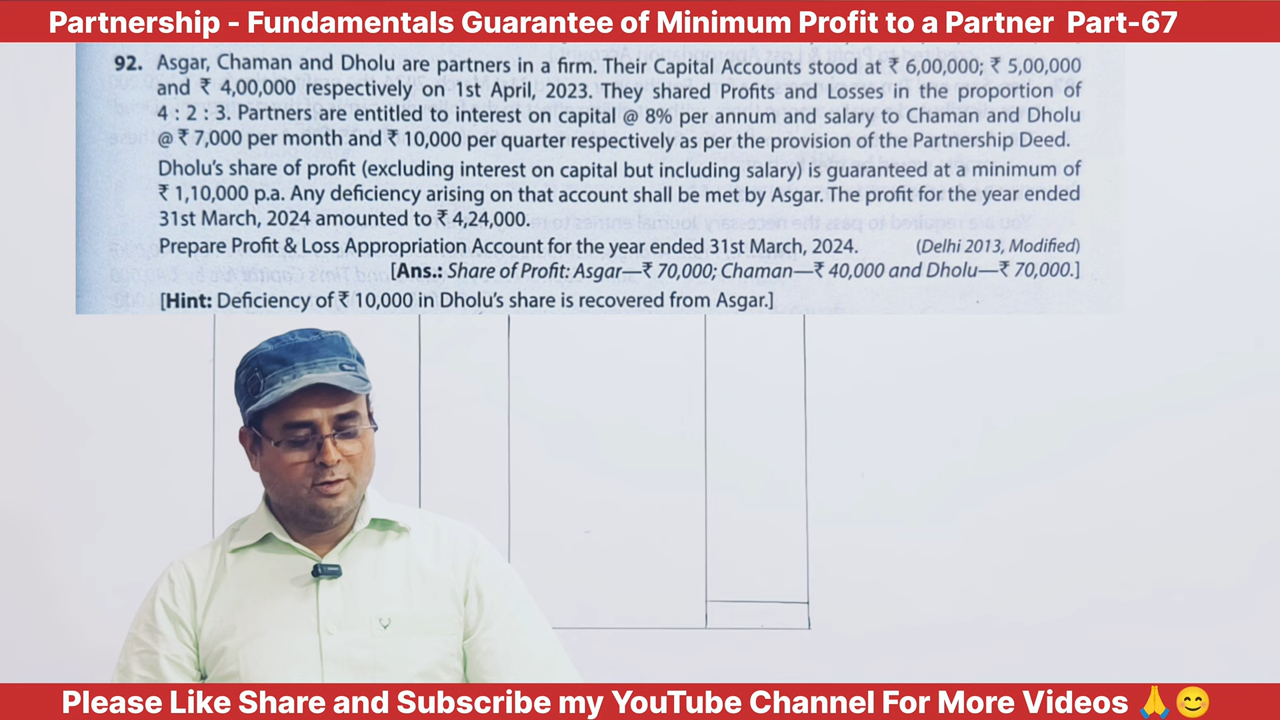 Partnership - Fundamentals Guarantee of Minimum Profit to a Partner Part-67
92. Asgar, Chaman and Dholu are partners in a firm. Their Capital Accounts stood at ₹ 6,00,000; ₹ 5,00,000
and ₹ 4,00,000 respectively on 1st April, 2023. They shared Profits and Losses in the proportion of
4 : 2 : 3. Partners are entitled to interest on capital @ 8% per annum and salary to Chaman and Dholu
@ ₹ 7,000 per month and ₹ 10,000 per quarter respectively as per the provision of the Partnership Deed.
Dholu's share of profit (excluding interest on capital but including salary) is guaranteed at a minimum of
₹ 1,10,000 p.a. Any deficiency arising on that account shall be met by Asgar. The profit for the year ended
31st March, 2024 amounted to ₹ 4,24,000.
Prepare Profit & Loss Appropriation Account for the year ended 31st March, 2024. (Delhi 2013, Modified)
[Ans.: Share of Profit: Asgar—₹ 70,000; Chaman—₹ 40,000 and Dholu—₹ 70,000.]
[Hint: Deficiency of ₹ 10,000 in Dholu's share is recovered from Asgar.]
Please Like Share and Subscribe my YouTube Channel For More Videos 🙏😊